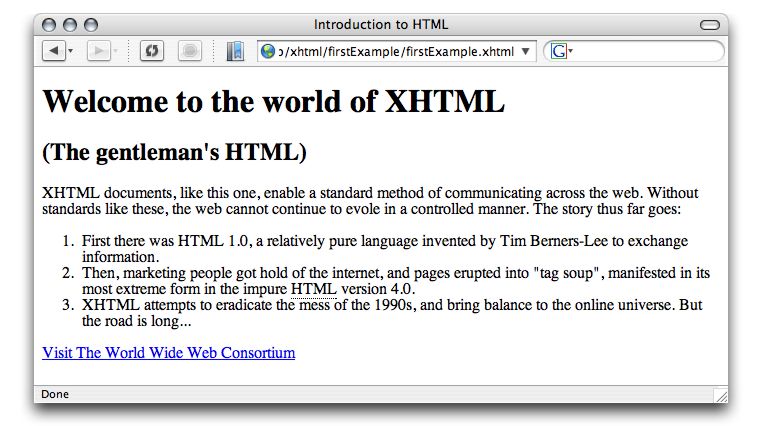 Introduction to HTML
ɔ/xhtml/firstExample/firstExample.xhtml
G
Welcome to the world of XHTML
(The gentleman's HTML)
XHTML documents, like this one, enable a standard method of communicating across the web. Without
standards like these, the web cannot continue to evole in a controlled manner. The story thus far goes:
1. First there was HTML 1.0, a relatively pure language invented by Tim Berners-Lee to exchange
information.
2. Then, marketing people got hold of the internet, and pages erupted into "tag soup", manifested in its
most extreme form in the impure HTML version 4.0.
3. XHTML attempts to eradicate the mess of the 1990s, and bring balance to the online universe. But
the road is long...
Visit The World Wide Web Consortium
Done